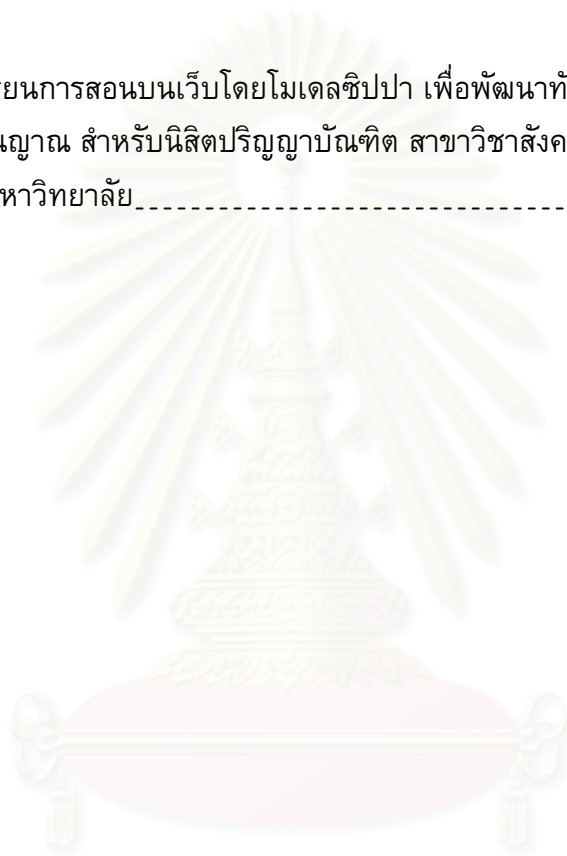 รียนการสอนบนเว็บโดยโมเดลซิปปา เพื่อพัฒนาทั
ญญาณ สำหรับนิสิตปริญญาบัณฑิต สาขาวิชาสังค
หาวิทยาลัย